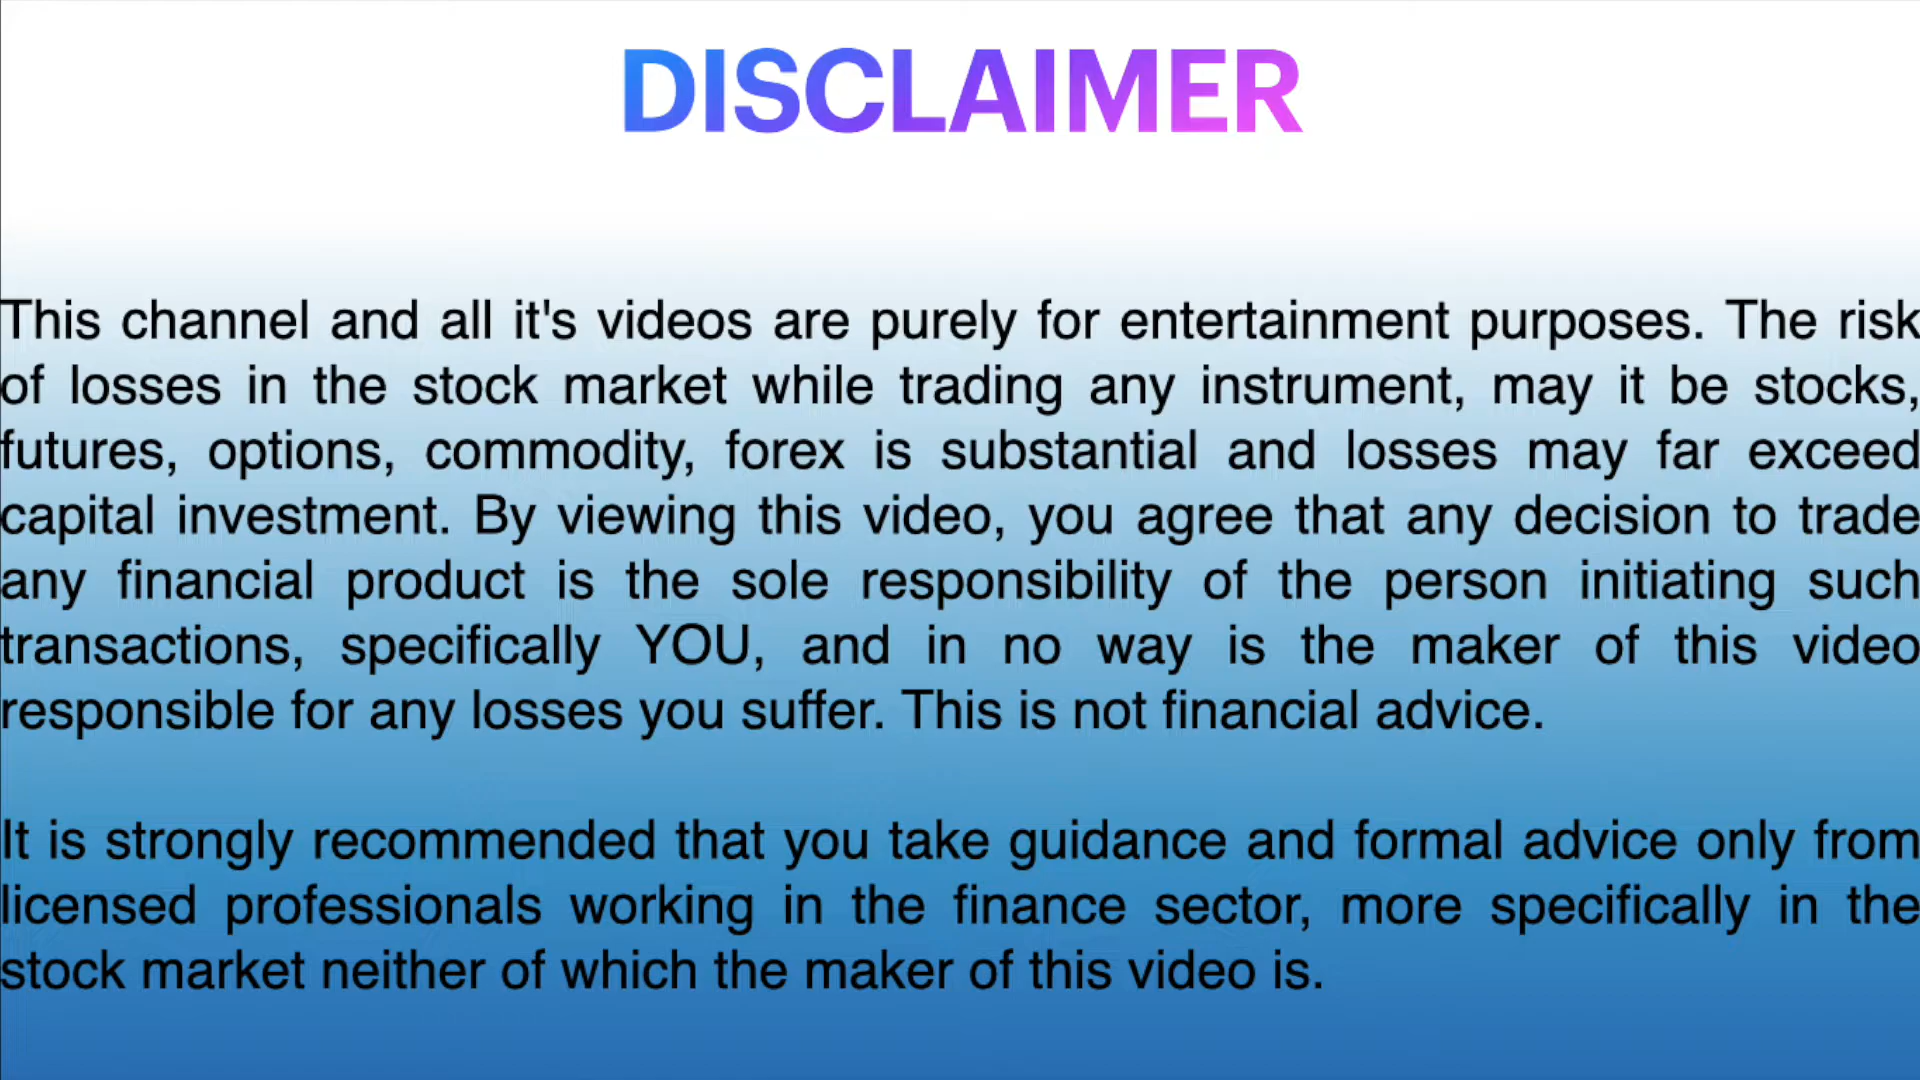 DISCLAIMER
This channel and all it's videos are purely for entertainment purposes. The risk
of losses in the stock market while trading any instrument, may it be stocks,
futures, options, commodity, forex is substantial and losses may far exceed
capital investment. By viewing this video, you agree that any decision to trade
any financial product is the sole responsibility of the person initiating such
transactions, specifically YOU, and in no way is the maker of this video
responsible for any losses you suffer. This is not financial advice.
It is strongly recommended that you take guidance and formal advice only from
licensed professionals working in the finance sector, more specifically in the
stock market neither of which the maker of this video is.